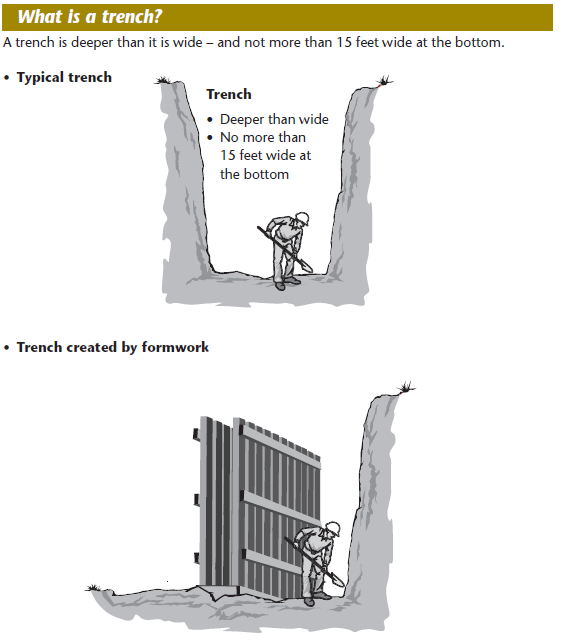 What is a trench?
A trench is deeper than it is wide – and not more than 15 feet wide at the bottom.
• Typical trench
Trench
• Deeper than wide
• No more than
15 feet wide at
the bottom
• Trench created by formwork